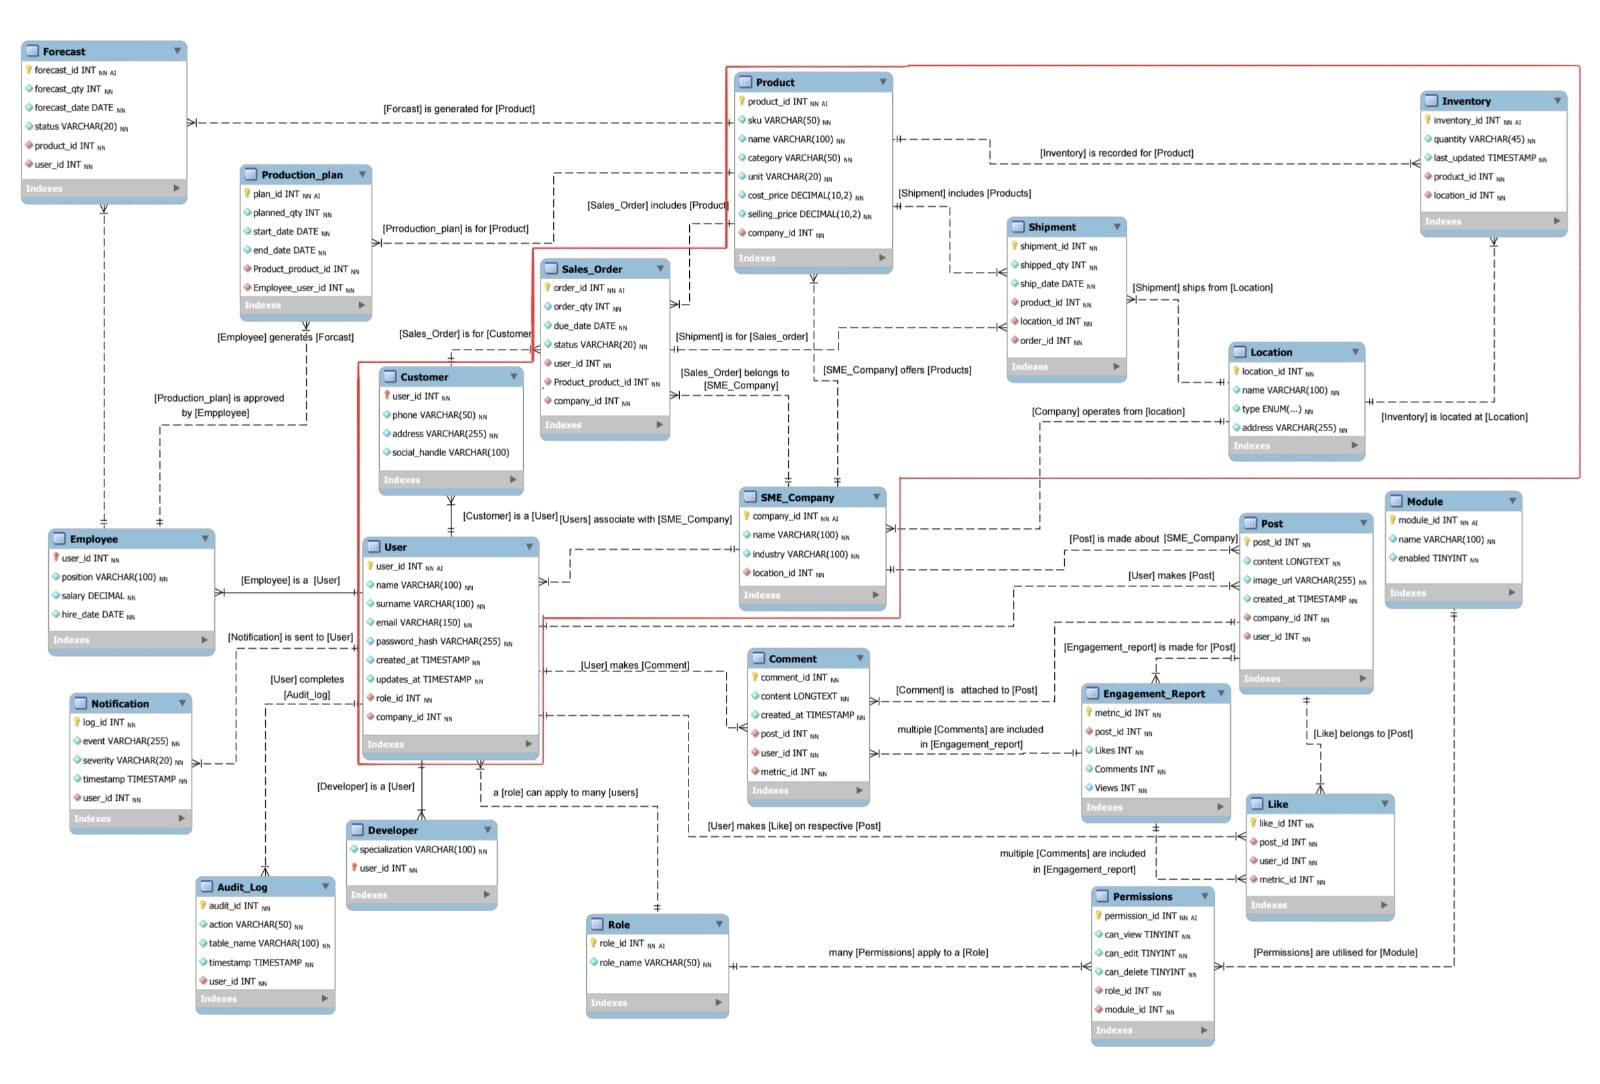 Forecast
forecast_id INT NN AI
forecast_qty INT NN
forecast_date DATE NN
status VARCHAR(20) NN
product_id INT NN
user_id INT NN
Indexes
[Forcast] is generated for [Product]
Production_plan
plan_id INT NN AI
planned_qty INT NN
start_date DATE NN
end_date DATE NN
Product_product_id INT NN
Employee_user_id INT NN
Indexes
[Prroduction_plan] is for [Product]
[Sales_Order] includes [Product]
Product
product_id INT NN AI
sku VARCHAR(50) NN
name VARCHAR(100) NN
category VARCHAR(50) NN
unit VARCHAR(20) NN
cost_price DECIMAL(10,2) NN
selling_price DECIMAL(10,2) NN
company_id INT NN
Indexes
[Inventory] is recorded for [Product]
[Shipment] includes [Products]
Inventory
inventory_id INT NN AI
quantity VARCHAR(45) NN
last_updated TIMESTAMP NN
product_id INT NN
location_id INT NN
Indexes
Shipment
shipment_id INT NN
shipped_qty INT NN
ship_date DATE NN
product_id INT NN
location_id INT NN
order_id INT NN
Indexes
[Shipment] ships from [Location]
Sales_Order
order_id INT NN AI
order_qty INT NN
due_date DATE NN
status VARCHAR(20) NN
user_id INT NN
Product_product_id INT NN
company_id INT NN
Indexes
[Employee] generates [Forcast]
[Sales_Order] is for [Customer
[Shipment] is for [Sales_order]
[Sales_Order] belongs to
[SME_Company]
[SME_Company] offers [Products]
Location
location_id INT NN
name VARCHAR(100) NN
type ENUM(...) NN
address VARCHAR(255) NN
Indexes
[Company] operates from [location]
[Inventory] is located at [Location]
[Production_plan] is approved
by [Empployee]
Customer
user_id INT NN
phone VARCHAR(50) NN
address VARCHAR(255) NN
social_handle VARCHAR(100)
Indexes
[Customer] is a [User]
[Users] associate with [SME_Company]
SME_Company
company_id INT NN AI
name VARCHAR(100) NN
industry VARCHAR(100) NN
location_id INT NN
Indexes
Employee
user_id INT NN
position VARCHAR(100) NN
salary DECIMAL NN
hire_date DATE NN
Indexes
[Employee] is a [User]
User
user_id INT NN AI
name VARCHAR(100) NN
surname VARCHAR(100) NN
email VARCHAR(150) NN
password_hash VARCHAR(255) NN
created_at TIMESTAMP NN
updates_at TIMESTAMP NN
role_id INT NN
company_id INT NN
Indexes
[Post] is made about [SME_Company]
[User] makes [Post]
Post
post_id INT NN
content LONGTEXT NN
image_url VARCHAR(255) NN
created_at TIMESTAMP NN
company_id INT NN
user_id INT NN
Indexes
Module
module_id INT NN AI
name VARCHAR(100) NN
enabled TINYINT NN
Indexes
[Notification] is sent to [User]
[User] completes
[Audit_log]
[User] makes [Comment]
[Engagement_report] is made for [Post]
Notification
log_id INT NN
event VARCHAR(255) NN
severity VARCHAR(20) NN
timestamp TIMESTAMP NN
user_id INT NN
Indexes
Comment
comment_id INT NN
content LONGTEXT NN
created_at TIMESTAMP NN
post_id INT NN
user_id INT NN
metric_id INT NN
Indexes
[Comment] is attached to [Post]
multiple [Comments] are included
in [Engagement_report]
Engagement_Report
metric_id INT NN
post_id INT NN
Likes INT NN
Comments INT NN
Views INT NN
Indexes
[Like] belongs to [Post]
[Developer] is a [User]
a [role] can apply to many [users]
[User] makes [Like] on respective [Post]
Like
like_id INT NN
post_id INT NN
user_id INT NN
metric_id INT NN
Indexes
multiple [Comments] are included
in [Engagement_report]
Developer
specialization VARCHAR(100) NN
user_id INT NN
Indexes
Audit_Log
audit_id INT NN
action VARCHAR(50) NN
table_name VARCHAR(100) NN
timestamp TIMESTAMP NN
user_id INT NN
Indexes
Role
role_id INT NN AI
role_name VARCHAR(50) NN
Indexes
many [Permissions] apply to a [Role]
Permissions
permission_id INT NN AI
can_view TINYINT NN
can_edit TINYINT NN
can_delete TINYINT NN
role_id INT NN
module_id INT NN
Indexes
[Permissions] are utilised for [Module]